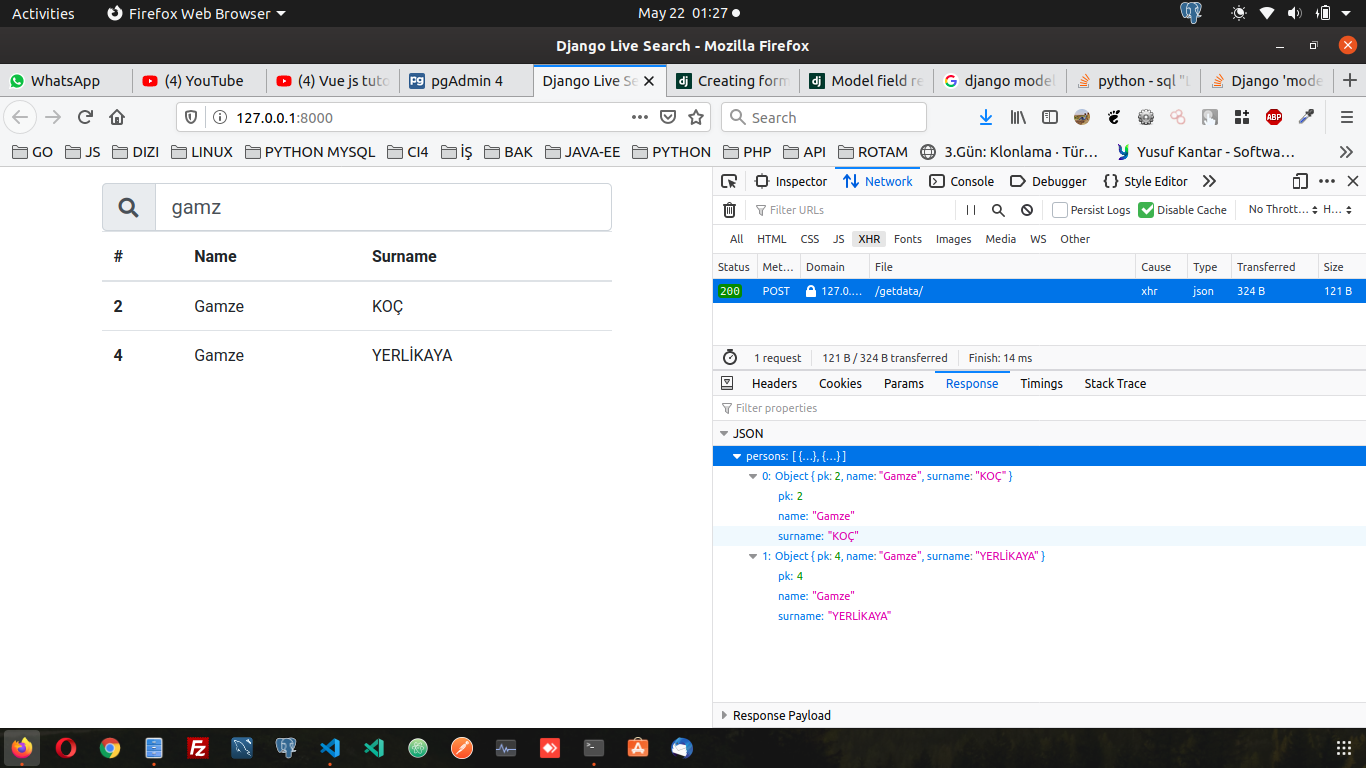 Activities Firefox Web Browser May 22 01:27
Django Live Search - Mozilla Firefox
WhatsApp (4) YouTube (4) Vue js tuto pgAdmin 4 Django Live Se Creating form Model field re django model python - sql "L Django 'mode
127.0.0.1:8000 Search
GO JS DIZI LINUX PYTHON MYSQL CI4 İŞ BAK JAVA-EE PYTHON PHP API ROTAM 3.Gün: Klonlama · Tür… Yusuf Kantar - Softwa…
gamz
# Name Surname
2 Gamze KOÇ
4 Gamze YERLİKAYA
Inspector Network Console Debugger Style Editor
Filter URLs Persist Logs Disable Cache No Thrott… H…
All HTML CSS JS XHR Fonts Images Media WS Other
Status Met… Domain File Cause Type Transferred Size
200 POST 127.0.… /getdata/ xhr json 324 B 121 B
1 request 121 B / 324 B transferred Finish: 14 ms
Headers Cookies Params Response Timings Stack Trace
Filter properties
JSON
persons: [ {…}, {…} ]
0: Object { pk: 2, name: "Gamze", surname: "KOÇ" }
pk: 2
name: "Gamze"
surname: "KOÇ"
1: Object { pk: 4, name: "Gamze", surname: "YERLİKAYA" }
pk: 4
name: "Gamze"
surname: "YERLİKAYA"
Response Payload